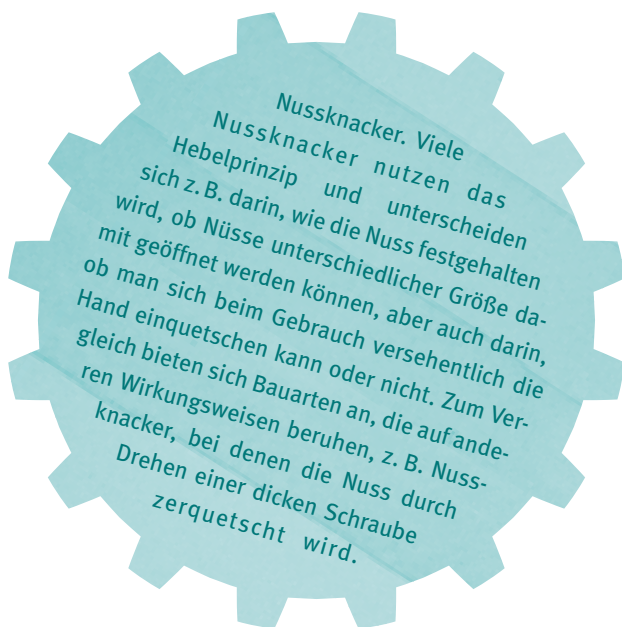 Nussknacker. Viele
Nussknacker nutzen das
Hebelprinzip und unterscheiden
sich z. B. darin, wie die Nuss festgehalten
wird, ob Nüsse unterschiedlicher Größe da-
mit geöffnet werden können, aber auch darin,
ob man sich beim Gebrauch versehentlich die
Hand einquetschen kann oder nicht. Zum Ver-
gleich bieten sich Bauarten an, die auf ande-
ren Wirkungsweisen beruhen, z. B. Nuss-
knacker, bei denen die Nuss durch
Drehen einer dicken Schraube
zerquetscht wird.